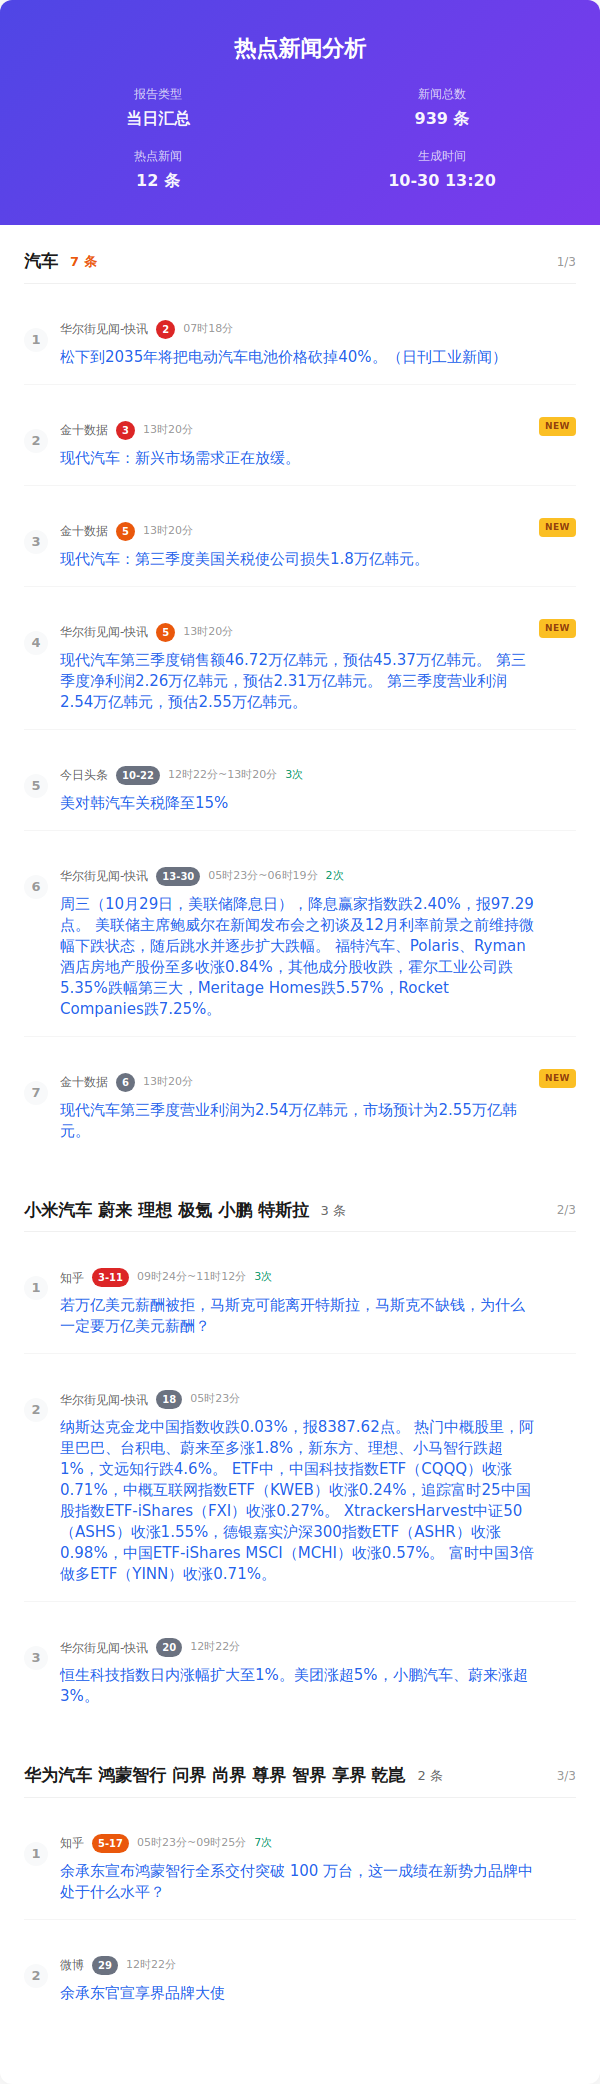 热点新闻分析
报告类型
当日汇总
新闻总数
939 条
热点新闻
12 条
生成时间
10-30 13:20
汽车 7 条 1/3
1
华尔街见闻-快讯 2 07时18分
松下到2035年将把电动汽车电池价格砍掉40%。（日刊工业新闻）
2
金十数据 3 13时20分 NEW
现代汽车：新兴市场需求正在放缓。
3
金十数据 5 13时20分 NEW
现代汽车：第三季度美国关税使公司损失1.8万亿韩元。
4
华尔街见闻-快讯 5 13时20分 NEW
现代汽车第三季度销售额46.72万亿韩元，预估45.37万亿韩元。 第三
季度净利润2.26万亿韩元，预估2.31万亿韩元。 第三季度营业利润
2.54万亿韩元，预估2.55万亿韩元。
5
今日头条 10-22 12时22分~13时20分 3次
美对韩汽车关税降至15%
6
华尔街见闻-快讯 13-30 05时23分~06时19分 2次
周三（10月29日，美联储降息日），降息赢家指数跌2.40%，报97.29
点。 美联储主席鲍威尔在新闻发布会之初谈及12月利率前景之前维持微
幅下跌状态，随后跳水并逐步扩大跌幅。 福特汽车、Polaris、Ryman
酒店房地产股份至多收涨0.84%，其他成分股收跌，霍尔工业公司跌
5.35%跌幅第三大，Meritage Homes跌5.57%，Rocket
Companies跌7.25%。
7
金十数据 6 13时20分 NEW
现代汽车第三季度营业利润为2.54万亿韩元，市场预计为2.55万亿韩
元。
小米汽车 蔚来 理想 极氪 小鹏 特斯拉 3 条 2/3
1
知乎 3-11 09时24分~11时12分 3次
若万亿美元薪酬被拒，马斯克可能离开特斯拉，马斯克不缺钱，为什么
一定要万亿美元薪酬？
2
华尔街见闻-快讯 18 05时23分
纳斯达克金龙中国指数收跌0.03%，报8387.62点。 热门中概股里，阿
里巴巴、台积电、蔚来至多涨1.8%，新东方、理想、小马智行跌超
1%，文远知行跌4.6%。 ETF中，中国科技指数ETF（CQQQ）收涨
0.71%，中概互联网指数ETF（KWEB）收涨0.24%，追踪富时25中国
股指数ETF-iShares（FXI）收涨0.27%。 XtrackersHarvest中证50
（ASHS）收涨1.55%，德银嘉实沪深300指数ETF（ASHR）收涨
0.98%，中国ETF-iShares MSCI（MCHI）收涨0.57%。 富时中国3倍
做多ETF（YINN）收涨0.71%。
3
华尔街见闻-快讯 20 12时22分
恒生科技指数日内涨幅扩大至1%。美团涨超5%，小鹏汽车、蔚来涨超
3%。
华为汽车 鸿蒙智行 问界 尚界 尊界 智界 享界 乾崑 2 条 3/3
1
知乎 5-17 05时23分~09时25分 7次
余承东宣布鸿蒙智行全系交付突破 100 万台，这一成绩在新势力品牌中
处于什么水平？
2
微博 29 12时22分
余承东官宣享界品牌大使